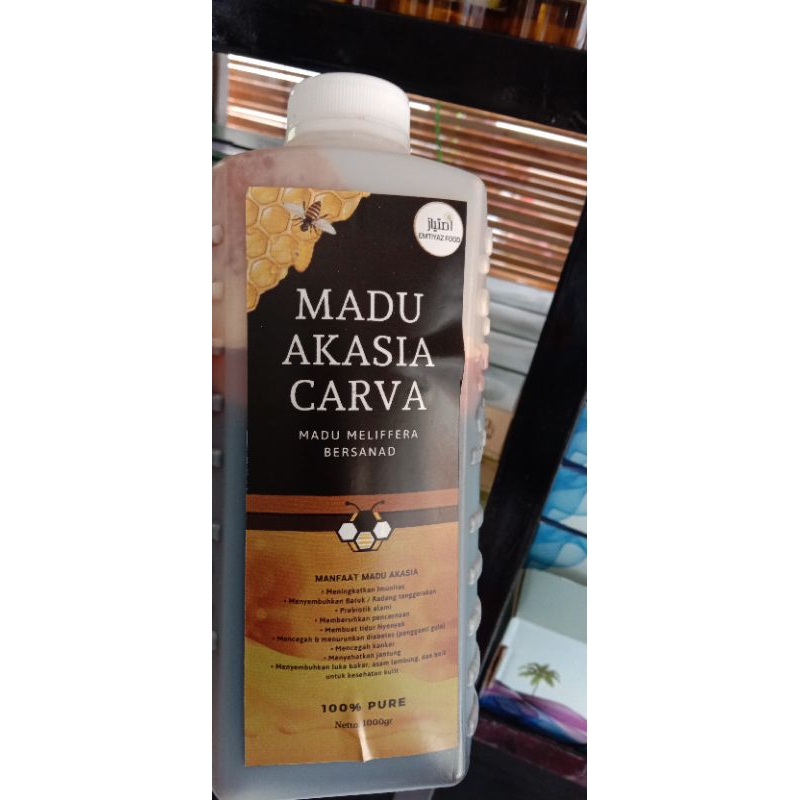 امتياز
EMTIYAZ FOOD
MADU
AKASIA
CARVA
MADU MELIFFERA
BERSANAD
MANFAAT MADU AKASIA
• Meningkatkan Imunitas
• Menyembuhkan Batuk / Radang tenggorokan
• Prebiotik alami
• Membersihkan pencernaan
• Membuat tidur Nyenyak
• Mencegah & menurunkan diabetes (pengganti gula)
• Mencegah kanker
• Menyehatkan jantung
• Menyembuhkan luka bakar, asam lambung, dan baik
untuk kesehatan kulit
100% PURE
Netto 1000gr